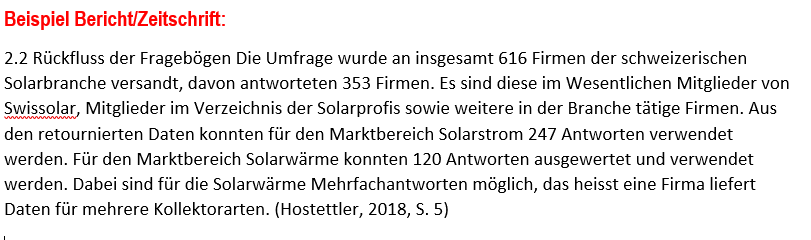 Beispiel Bericht/Zeitschrift:
2.2 Rückfluss der Fragebögen Die Umfrage wurde an insgesamt 616 Firmen der schweizerischen
Solarbranche versandt, davon antworteten 353 Firmen. Es sind diese im Wesentlichen Mitglieder von
Swissolar, Mitglieder im Verzeichnis der Solarprofis sowie weitere in der Branche tätige Firmen. Aus
den retournierten Daten konnten für den Marktbereich Solarstrom 247 Antworten verwendet
werden. Für den Marktbereich Solarwärme konnten 120 Antworten ausgewertet und verwendet
werden. Dabei sind für die Solarwärme Mehrfachantworten möglich, das heisst eine Firma liefert
Daten für mehrere Kollektorarten. (Hostettler, 2018, S. 5)